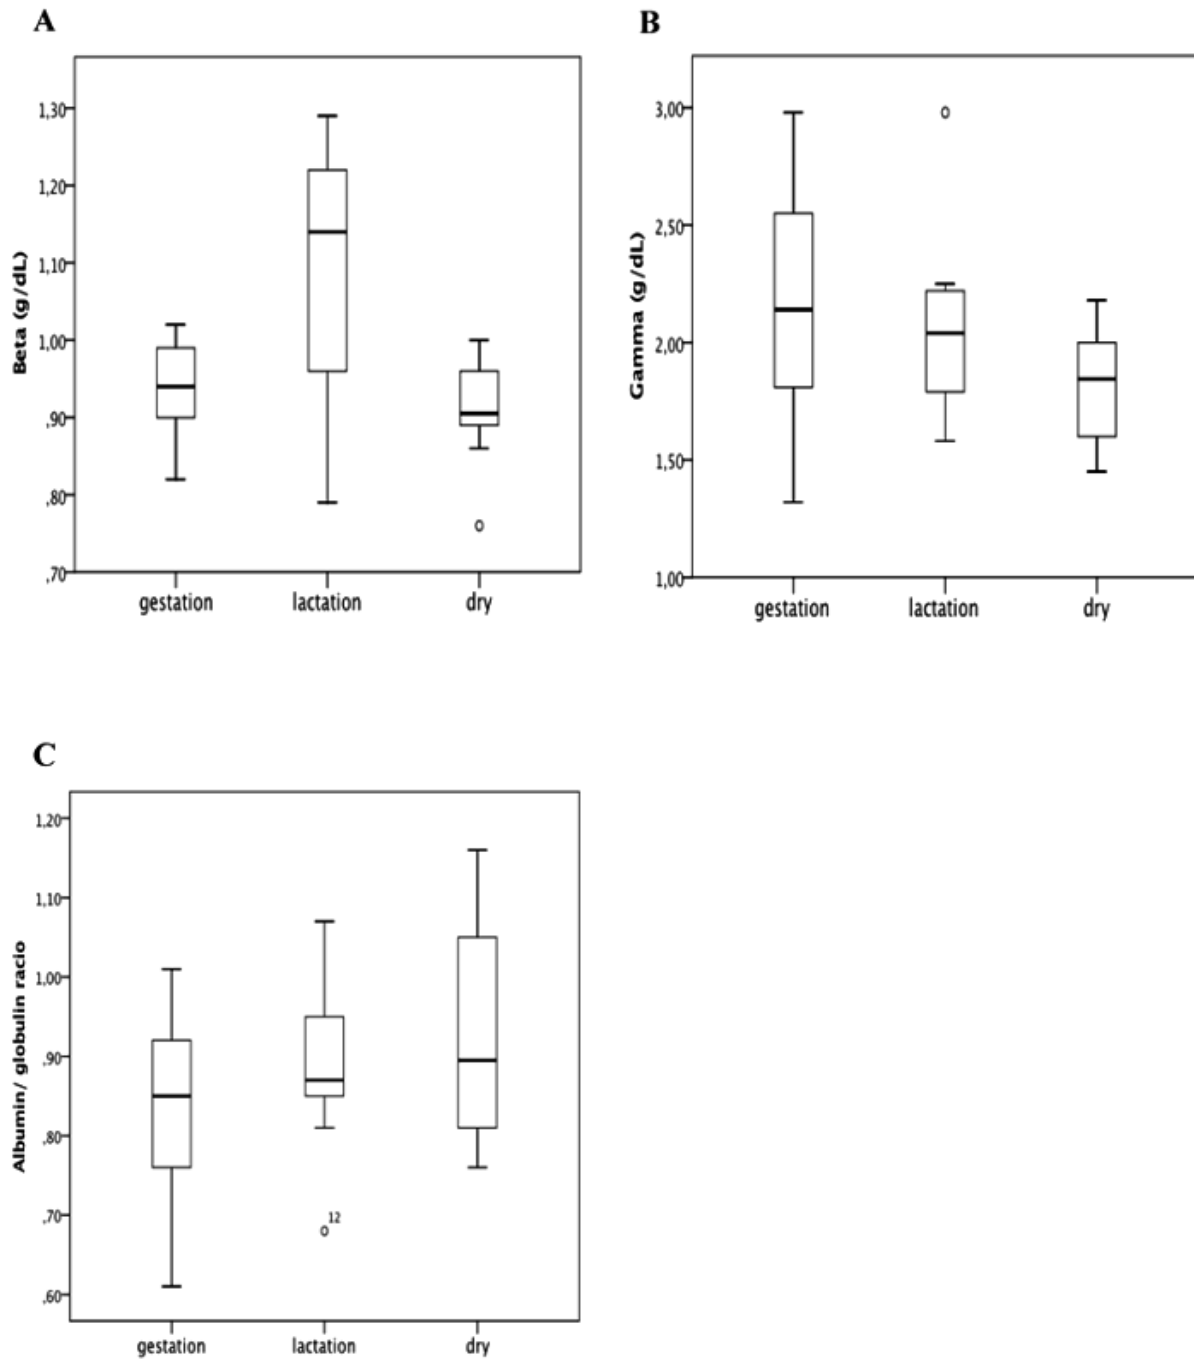 A
Beta (g/dL)
1,30
1,20
1,10
1,00
,90
,80
,70
gestation lactation dry
B
Gamma (g/dL)
3,00
2,50
2,00
1,50
1,00
gestation lactation dry
C
Albumin/ globulin racio
1,20
1,10
1,00
,90
,80
,70
,60
12
gestation lactation dry